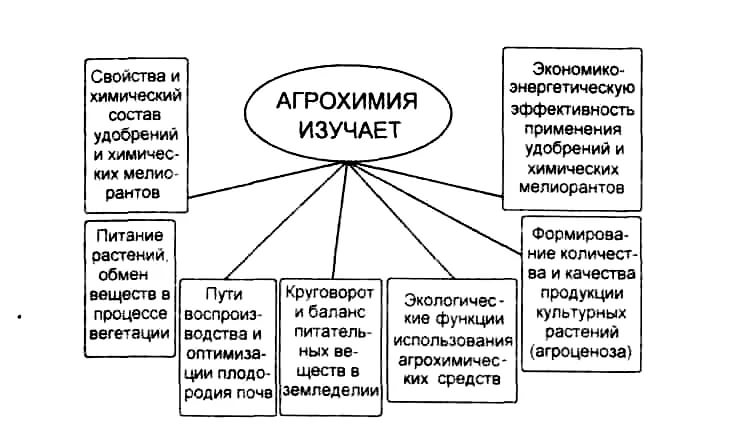 АГРОХИМИЯ
ИЗУЧАЕТ
Свойства и
химический
состав
удобрений
и химичес-
ких мелио-
рантов
Питание
растений,
обмен
веществ в
процессе
вегетации
Пути
воспроиз-
водства и
оптимиза-
ции плодо-
родия почв
Круговорот
и баланс
питатель-
ных ве-
ществ в
земледелии
Экологичес-
кие функции
использования
агрохимичес-
ких средств
Формирова-
ние количест-
ва и качества
продукции
культурных
растений
(агроценоза)
Экономико-
энергетическую
эффективность
применения
удобрений и
химических
мелиорантов